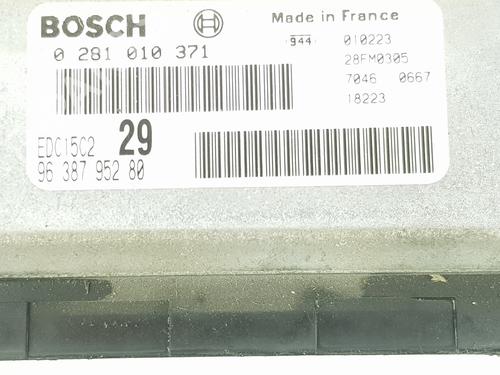 BOSCH
Made in France
0 281 010 371
944 010223
28FM0305
7046 0667
18223
EDC15C2 29
96 387 952 80